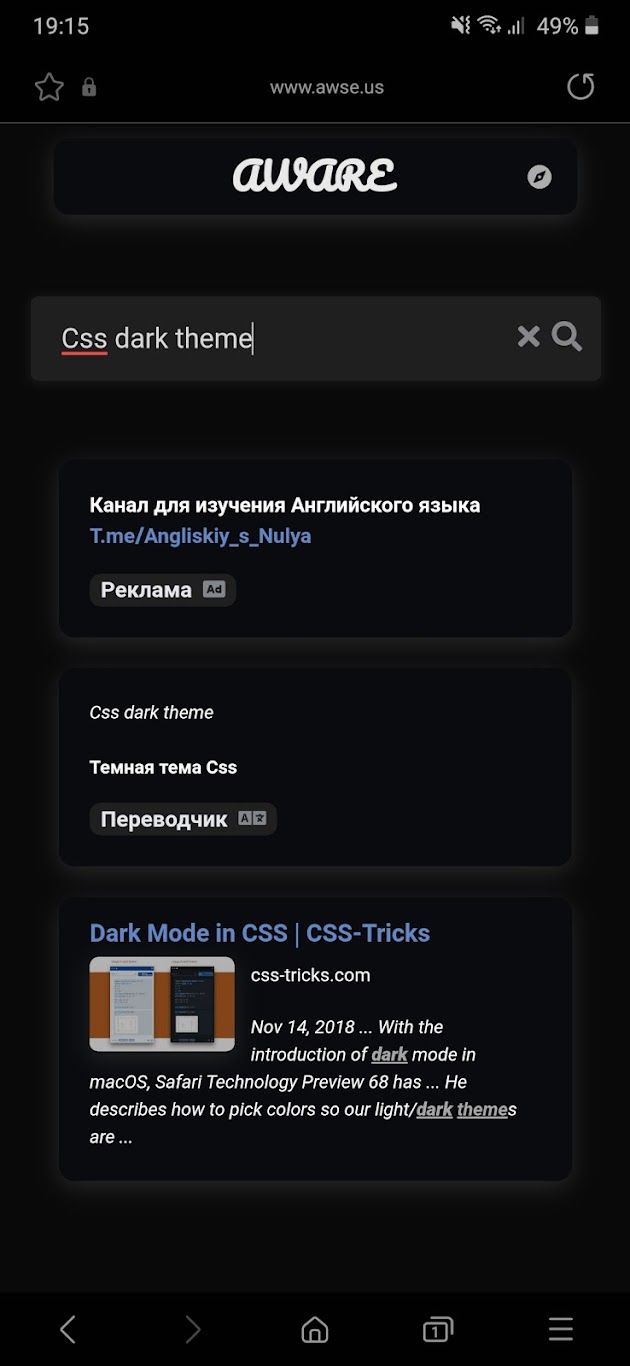 19:15
49%
www.awse.us
AWARE
Css dark theme
Канал для изучения Английского языка
T.me/Angliskiy_s_Nulya
Реклама Ad
Css dark theme
Темная тема Css
Переводчик
Dark Mode in CSS | CSS-Tricks
css-tricks.com
Nov 14, 2018 ... With the
introduction of dark mode in
macOS, Safari Technology Preview 68 has ... He
describes how to pick colors so our light/dark themes
are ...
1